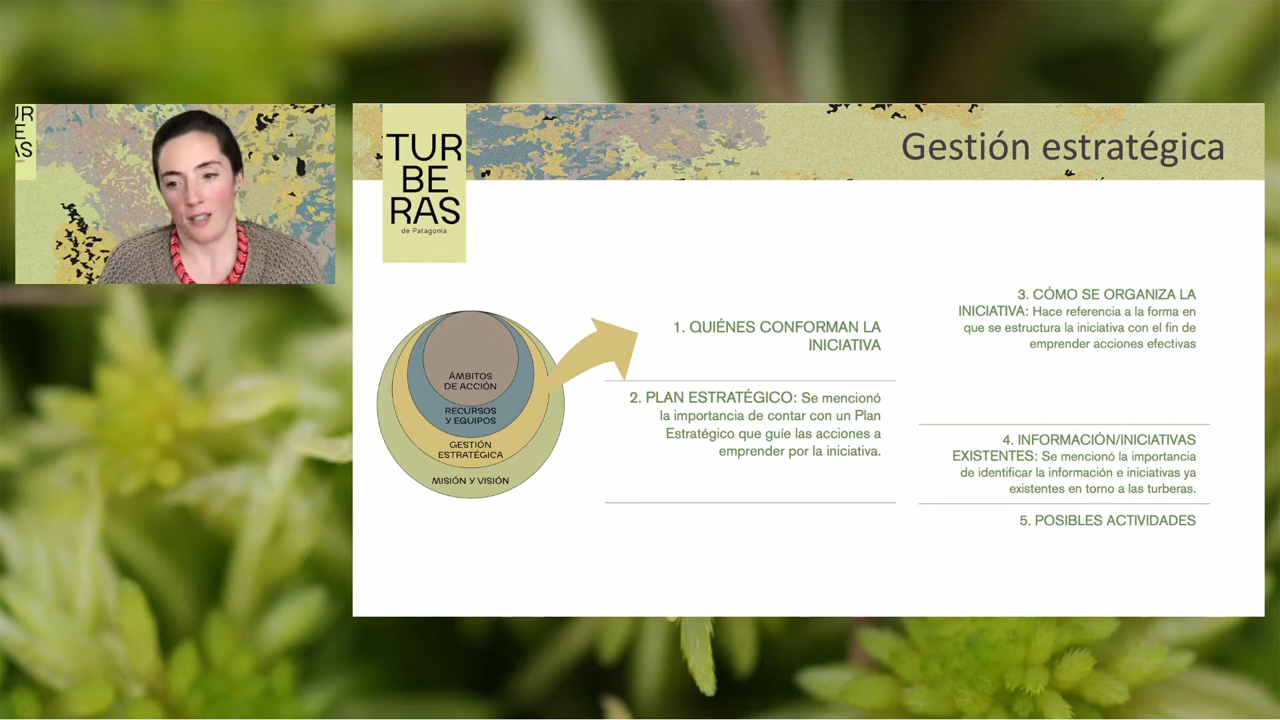 UR
E
AS
TUR
BE
RAS
de Patagonia
Gestión estratégica
ÁMBITOS
DE ACCIÓN
RECURSOS
Y EQUIPOS
GESTIÓN
ESTRATÉGICA
MISIÓN Y VISIÓN
1. QUIÉNES CONFORMAN LA
INICIATIVA
2. PLAN ESTRATÉGICO: Se mencionó
la importancia de contar con un Plan
Estratégico que guíe las acciones a
emprender por la iniciativa.
3. CÓMO SE ORGANIZA LA
INICIATIVA: Hace referencia a la forma en
que se estructura la iniciativa con el fin de
emprender acciones efectivas
4. INFORMACIÓN/INICIATIVAS
EXISTENTES: Se mencionó la importancia
de identificar la información e iniciativas ya
existentes en torno a las turberas.
5. POSIBLES ACTIVIDADES